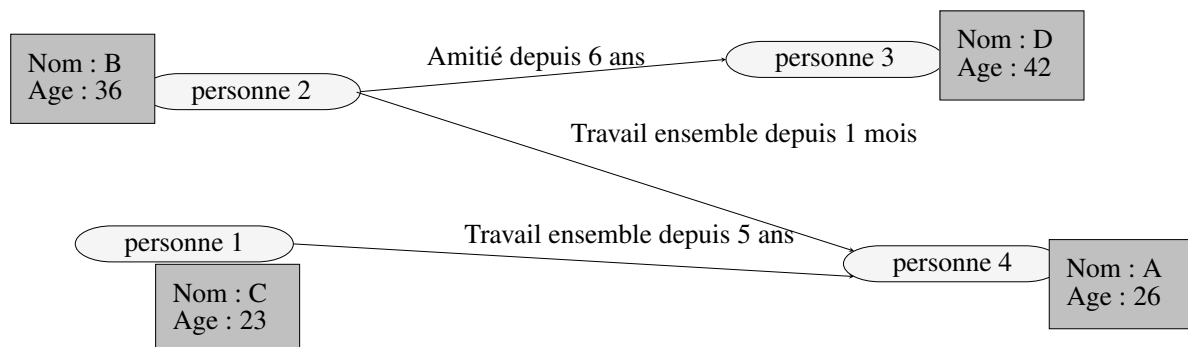 Nom : B
Age : 36
personne 2
Amitié depuis 6 ans
personne 3
Nom : D
Age : 42
Travail ensemble depuis 1 mois
personne 1
Nom : C
Age : 23
Travail ensemble depuis 5 ans
personne 4
Nom : A
Age : 26